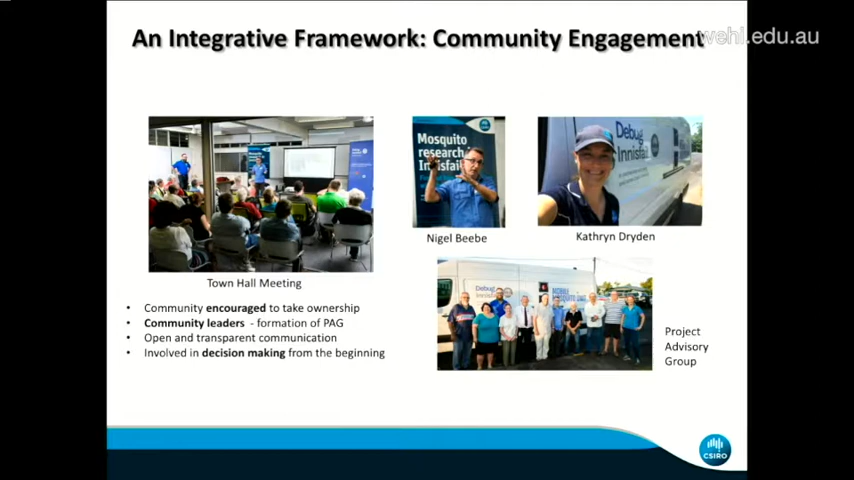 An Integrative Framework: Community Engagement
wehi.edu.au
Mosquito
research
Innisfail
Debug
Innisfail
Nigel Beebe
Kathryn Dryden
Town Hall Meeting
• Community encouraged to take ownership
• Community leaders - formation of PAG
• Open and transparent communication
• Involved in decision making from the beginning
Debug
Innisfail
MOBILE
MOSQUITO UNIT
Project
Advisory
Group
CSIRO